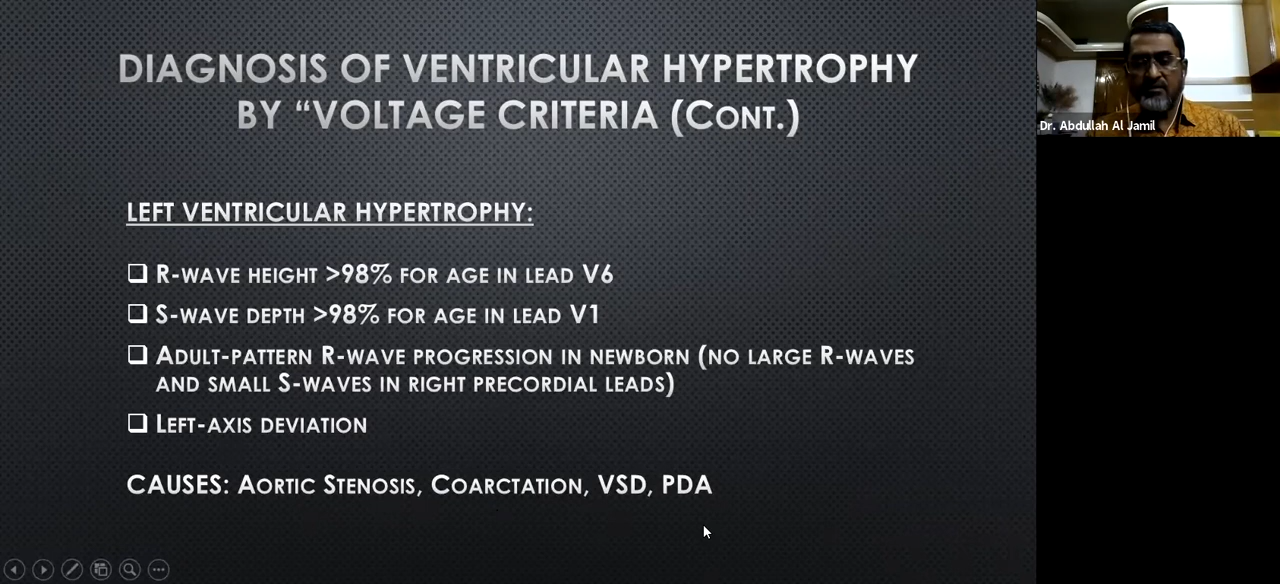 DIAGNOSIS OF VENTRICULAR HYPERTROPHY
BY “VOLTAGE CRITERIA (CONT.)
LEFT VENTRICULAR HYPERTROPHY:
R-WAVE HEIGHT >98% FOR AGE IN LEAD V6
S-WAVE DEPTH >98% FOR AGE IN LEAD V1
ADULT-PATTERN R-WAVE PROGRESSION IN NEWBORN (NO LARGE R-WAVES
AND SMALL S-WAVES IN RIGHT PRECORDIAL LEADS)
LEFT-AXIS DEVIATION
CAUSES: AORTIC STENOSIS, COARCTATION, VSD, PDA
Dr. Abdullah Al Jamil